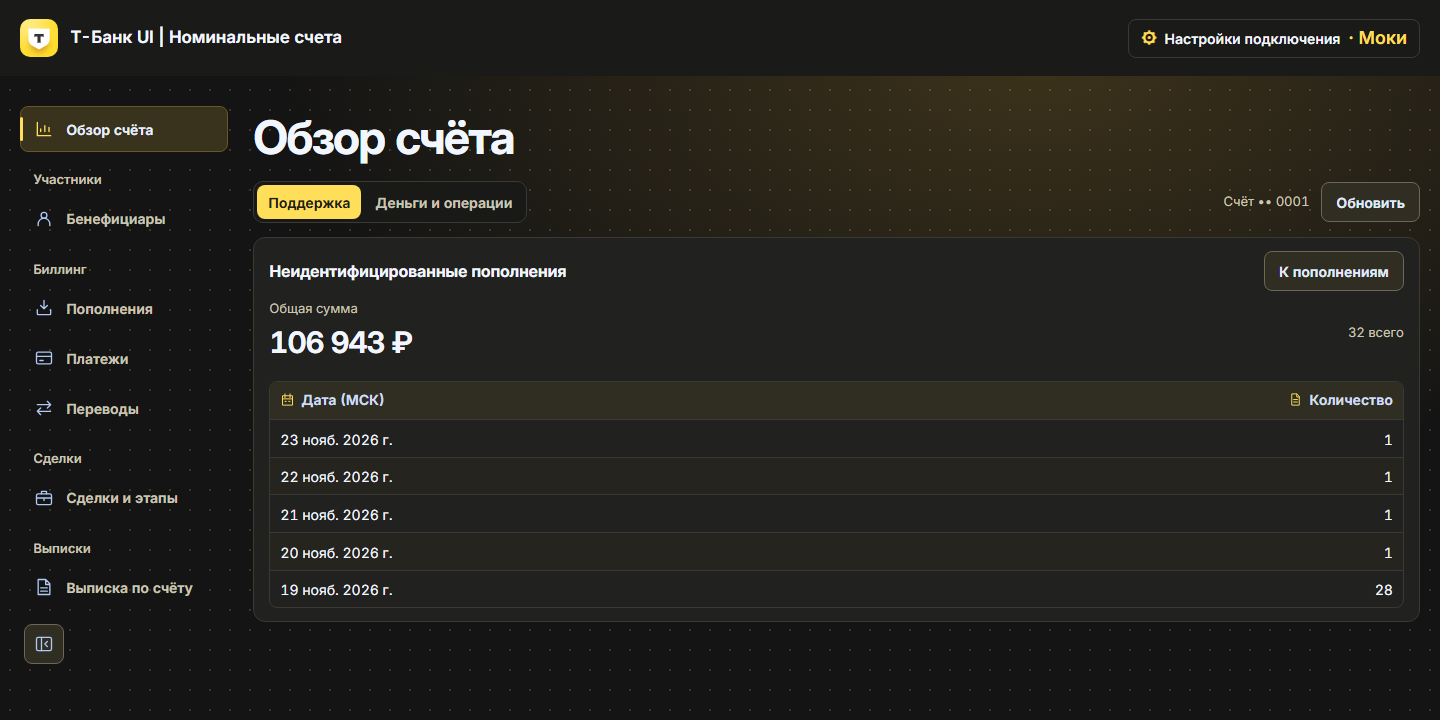 Т-Банк UI | Номинальные счета
Настройки подключения · Моки
Обзор счёта
Участники
Бенефициары
Биллинг
Пополнения
Платежи
Переводы
Сделки
Сделки и этапы
Выписки
Выписка по счёту
Обзор счёта
Поддержка
Деньги и операции
Счёт •• 0001
Обновить
Неидентифицированные пополнения
К пополнениям
Общая сумма
106 943 ₽
32 всего
Дата (МСК) Количество
23 нояб. 2026 г. 1
22 нояб. 2026 г. 1
21 нояб. 2026 г. 1
20 нояб. 2026 г. 1
19 нояб. 2026 г. 28